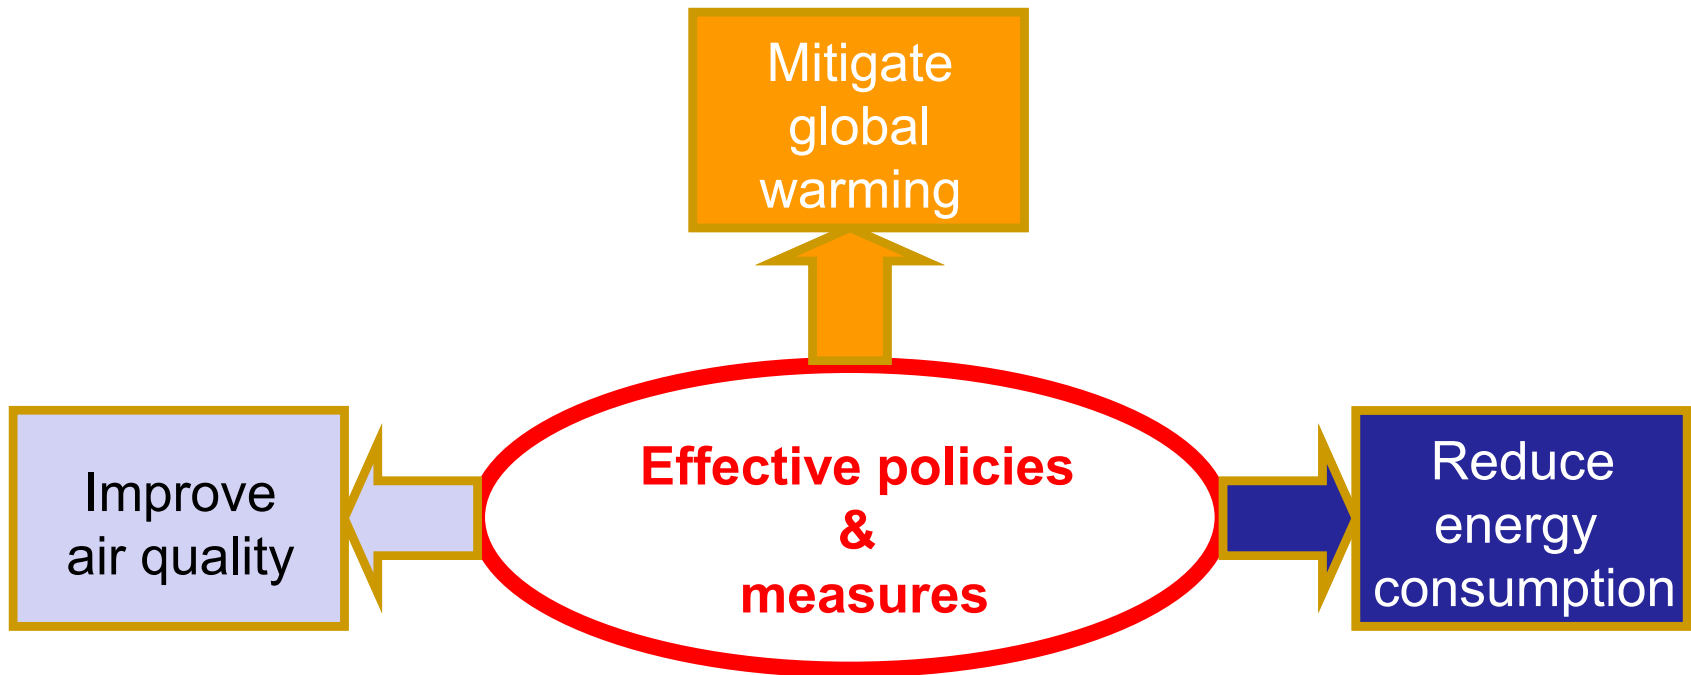 Mitigate
global
warming
Improve
air quality
Effective policies
&
measures
Reduce
energy
consumption